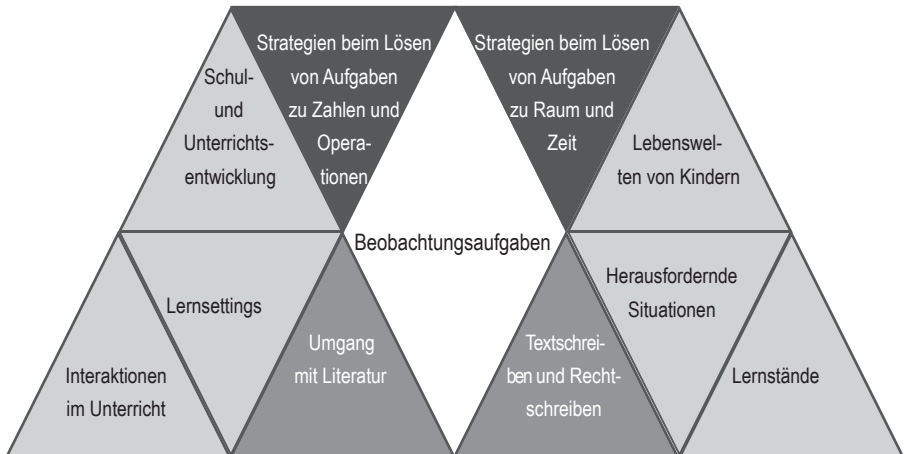 Schul-
und
Unterrichts-
entwicklung
Strategien beim Lösen
von Aufgaben
zu Zahlen und
Opera-
tionen
Strategien beim Lösen
von Aufgaben
zu Raum und
Zeit
Lebenswel-
ten von Kindern
Beobachtungsaufgaben
Interaktionen
im Unterricht
Lernsettings
Umgang
mit Literatur
Textschrei-
ben und Recht-
schreiben
Herausfordernde
Situationen
Lernstände